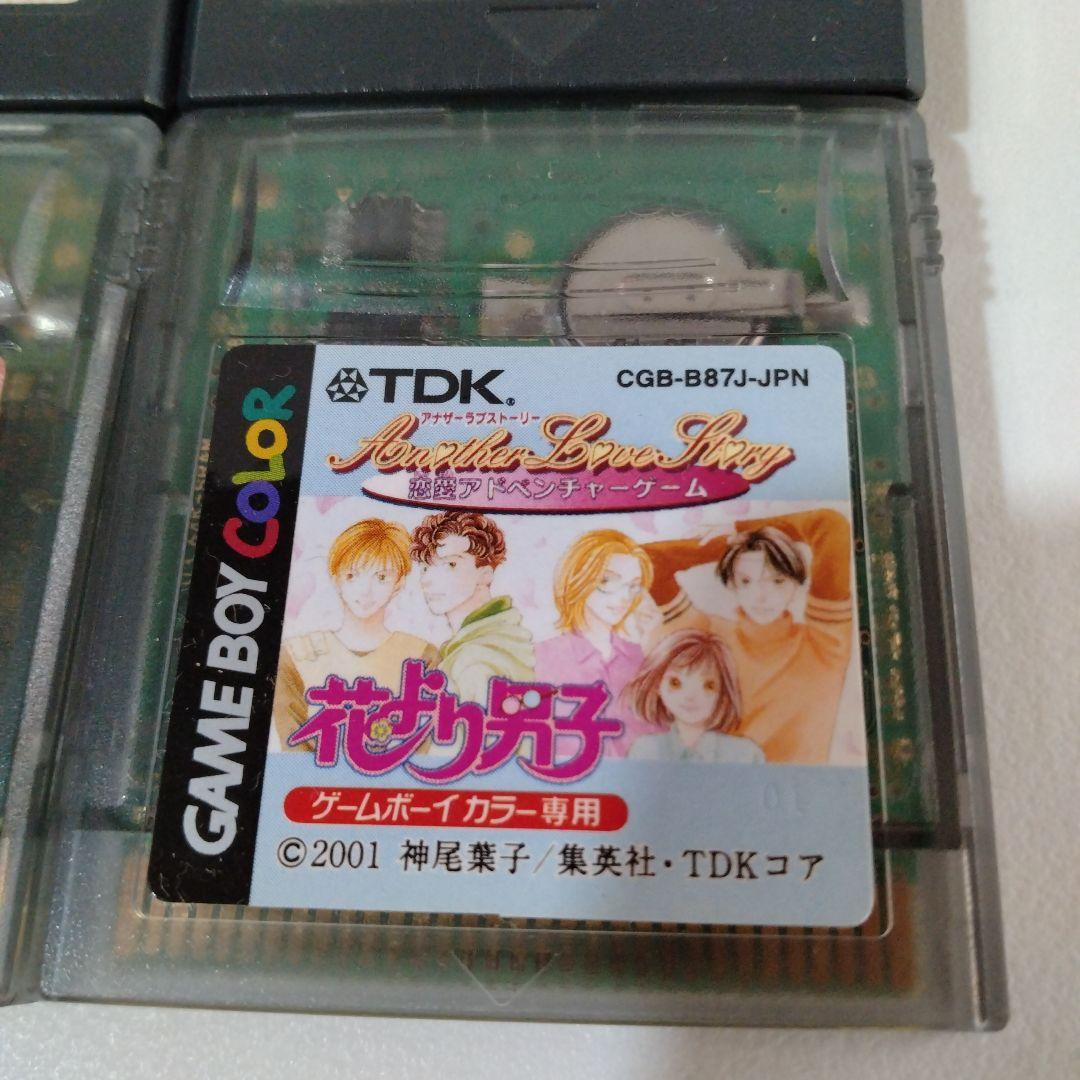 TDK
CGB-B87J-JPN
アナザーラブストーリー
Another Love Story
恋愛アドベンチャーゲーム
GAME BOY COLOR
花より男子
ゲームボーイカラー専用
©2001 神尾葉子/集英社・TDKコア
01